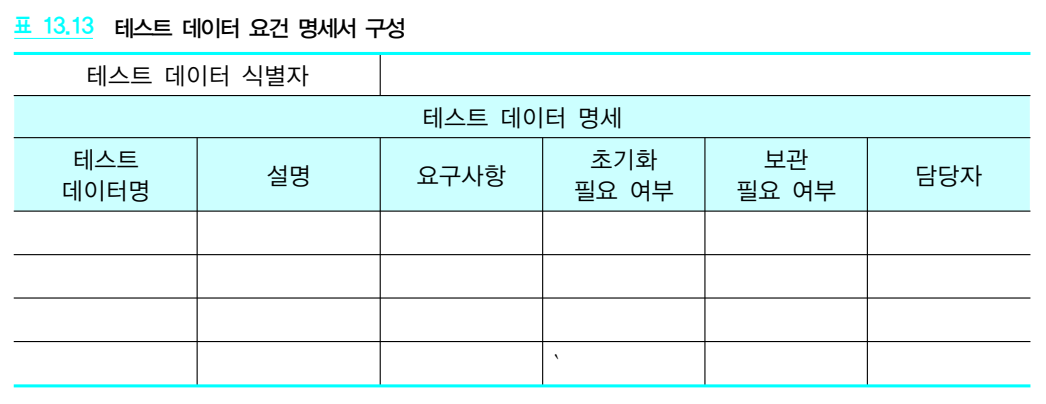 표 13.13 테스트 데이터 요건 명세서 구성
테스트 데이터 식별자
테스트 데이터 명세
테스트 데이터명
설명
요구사항
초기화 필요 여부
보관 필요 여부
담당자
`